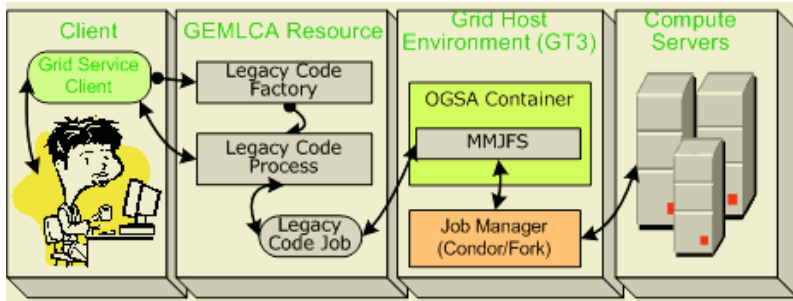 Client
Grid Service
Client
GEMLCA Resource
Legacy Code
Factory
Legacy Code
Process
Legacy
Code Job
Grid Host
Environment (GT3)
OGSA Container
MMJFS
Job Manager
(Condor/Fork)
Compute
Servers